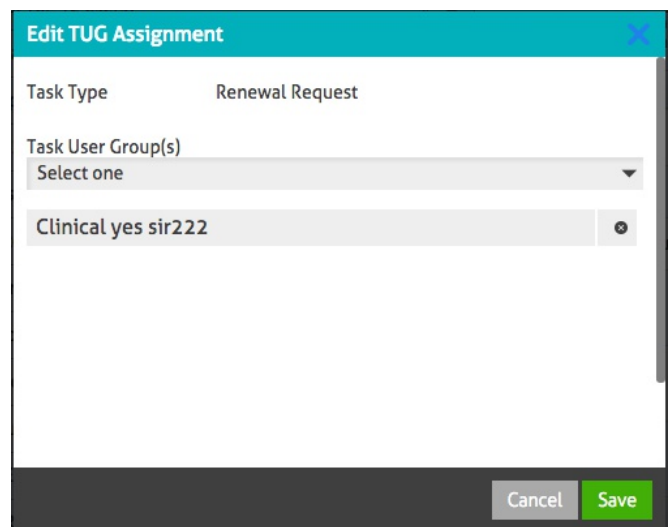 Edit TUG Assignment
Task Type Renewal Request
Task User Group(s)
Select one
Clinical yes sir222
Cancel Save